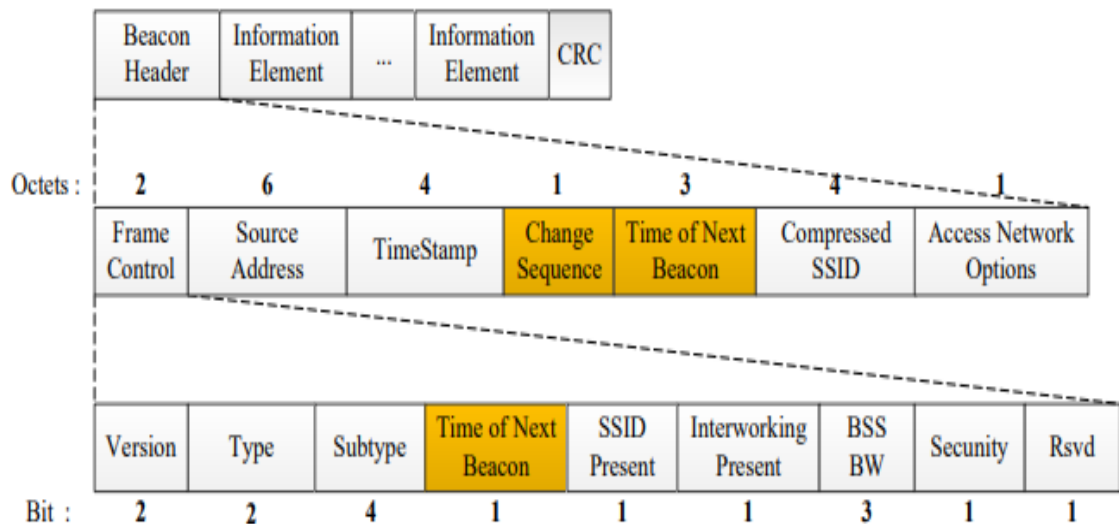 Beacon Header Information Element ... Information Element CRC
Octets : 2 6 4 1 3 4 1
Frame Control Source Address TimeStamp Change Sequence Time of Next Beacon Compressed SSID Access Network Options
Version Type Subtype Time of Next Beacon SSID Present Interworking Present BSS BW Secunity Rsvd
Bit : 2 2 4 1 1 1 3 1 1